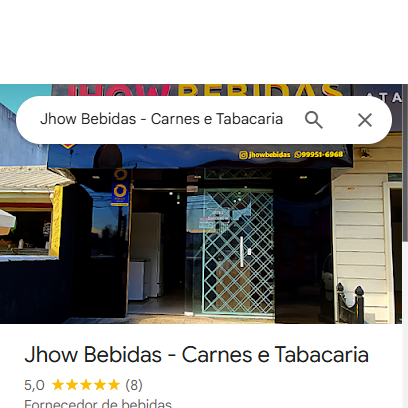 JHOW BEBIDAS
ATA
Jhow Bebidas - Carnes e Tabacaria
jhowbebidas 99951-6968
Jhow Bebidas - Carnes e Tabacaria
5,0 (8)
Fornecedor de bebidas